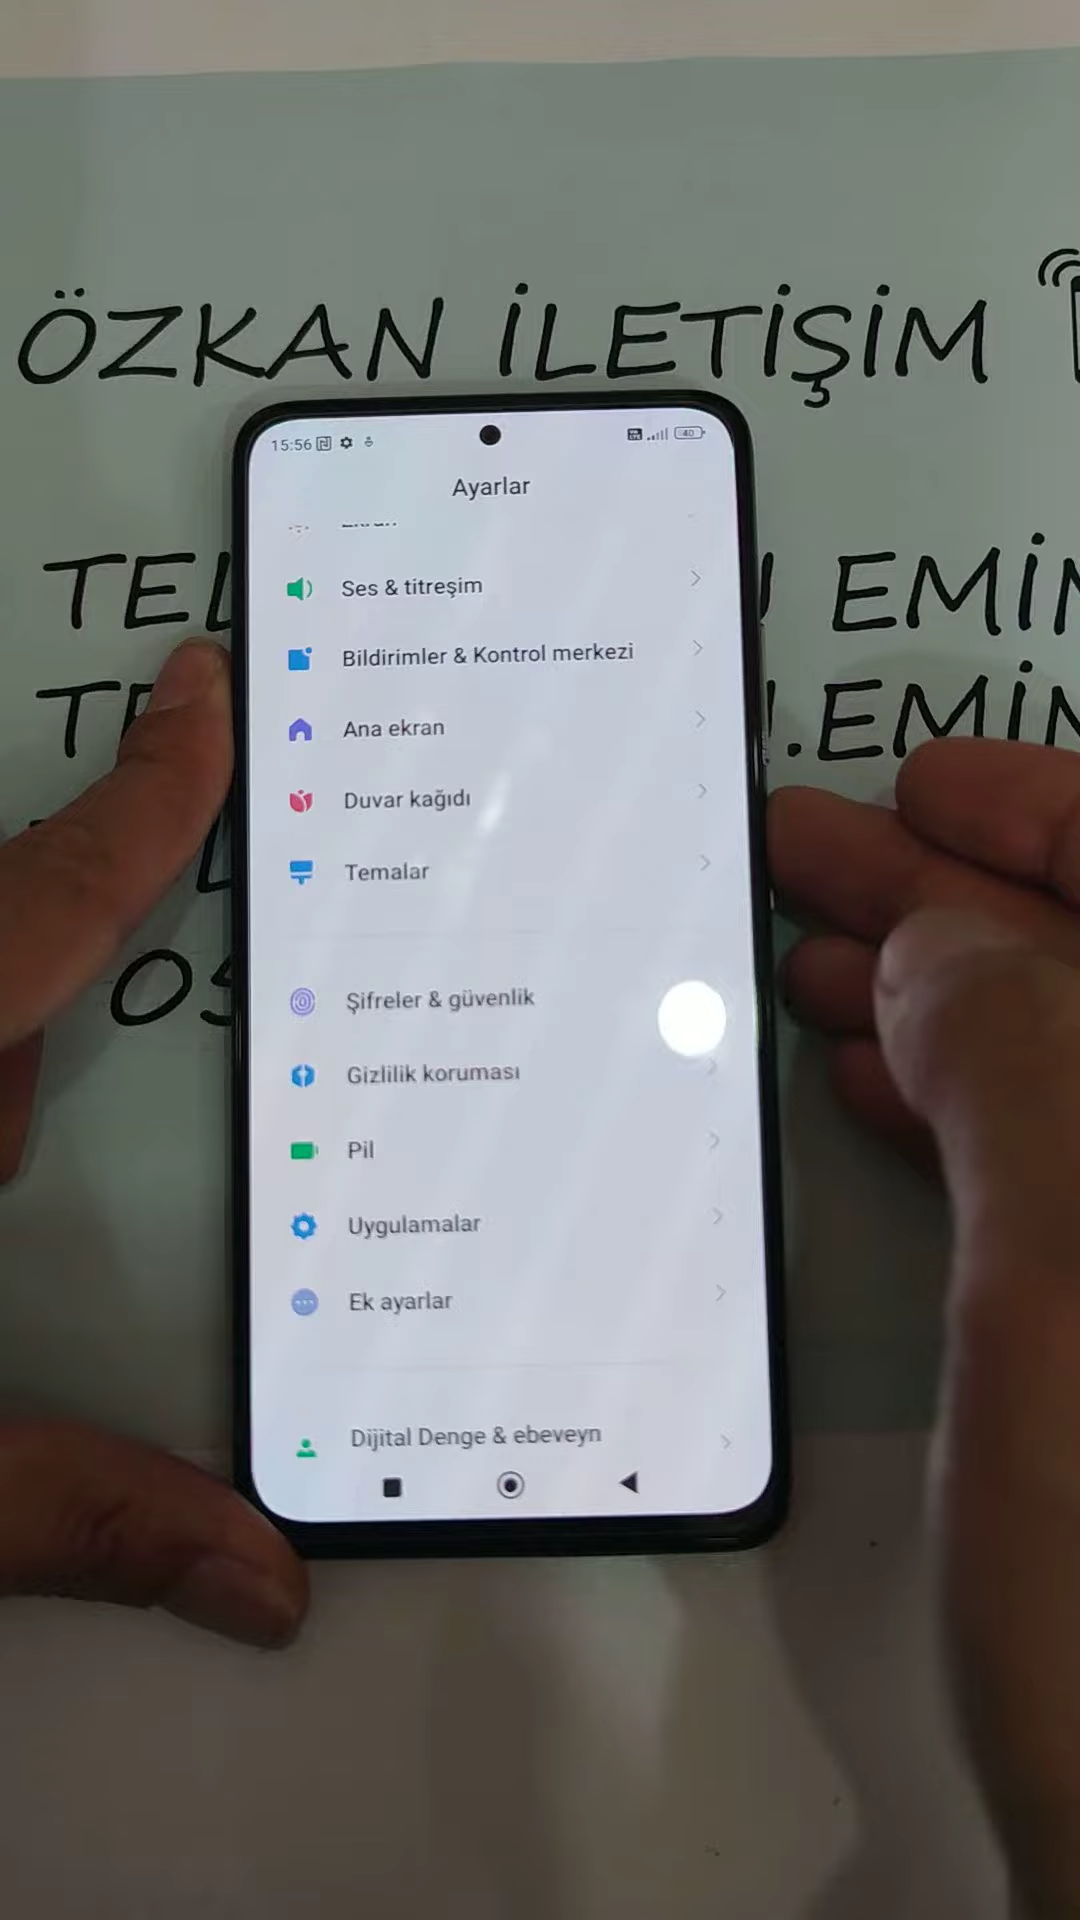 ÖZKAN İLETİŞİM
15:56
40
Ayarlar
Ses & titreşim
TEL
EMİN
Bildirimler & Kontrol merkezi
.EMİN
Ana ekran
Duvar kağıdı
Temalar
Şifreler & güvenlik
Gizlilik koruması
Pil
Uygulamalar
Ek ayarlar
Dijital Denge & ebeveyn